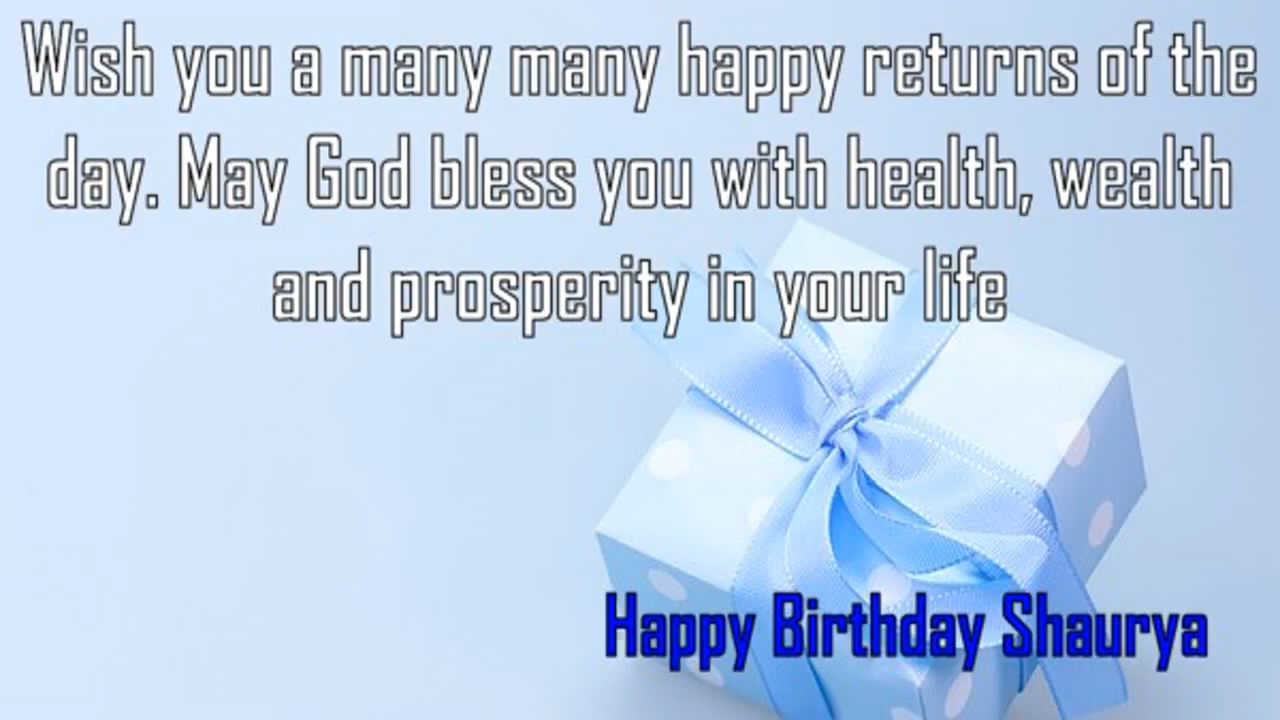 Wish you a many many happy returns of the
day. May God bless you with health, wealth
and prosperity in your life
Happy Birthday Shaurya